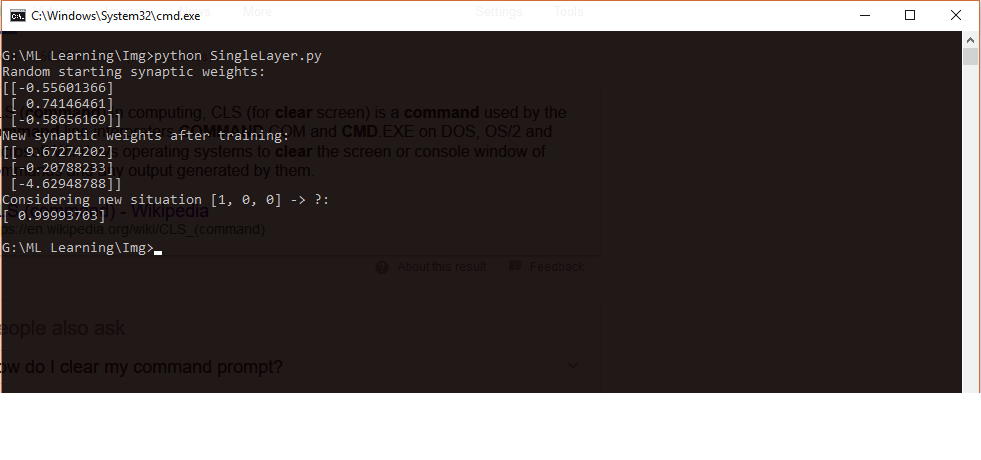 C:\Windows\System32\cmd.exe
More
Settings
Tools
G:\ML Learning\Img>python SingleLayer.py
Random starting synaptic weights:
[[-0.55601366]
[ 0.74146461]
computing, CLS (for clear screen) is a command used by the
[-0.58656169]]
COMMAND.COM and CMD.EXE on DOS, OS/2 and
New synaptic weights after training:
[[ 9.67274202]
operating systems to clear the screen or console window of
[-0.20788233]
output generated by them.
[-4.62948788]]
Considering new situation [1, 0, 0] -> ?:
(command) - Wikipedia
[ 0.99993703]
ps://en.wikipedia.org/wiki/CLS_(command)
G:\ML Learning\Img>
About this result
Feedback
eople also ask
ow do I clear my command prompt?